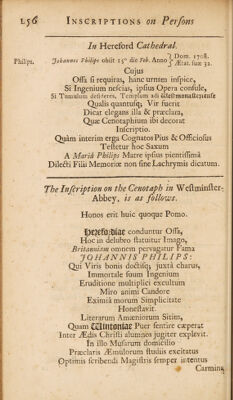 156 INSCRIPTIONS on Persons
In Hereford Cathedral.
Philips. Johannes Philips obiit 15° die Feb. Anno { Dom. 1708. Ætat. suæ 32.
Cujus
Ossa si requiras, hanc urnam inspice,
Si Ingenium nescias, ipsius Opera consule,
Si Tumulum desideres, Templum adi Westmonasteriense
Qualis quantusq; Vir fuerit
Dicat elegans illa & præclara,
Quæ Cenotaphium ibi decorat
Inscriptio.
Quàm interim erga Cognatos Pius & Officiosus
Testetur hoc Saxum
A Mariâ Philips Matre ipsius pientissimâ
Dilecti Filii Memoriæ non sine Lachrymis dicatum.
The Inscription on the Cenotaph in Westminster-
Abbey, is as follows.
Honos erit huic quoque Pomo.
Herefordiæ conduntur Ossa,
Hoc in delubro statuitur Imago,
Britanniam omnem pervagatur Fama
JOHANNIS PHILIPS:
Qui Viris bonis doctisq; juxtà charus,
Immortale suum Ingenium
Eruditione multiplici excultum
Miro animi Candore
Eximiâ morum Simplicitate
Honestavit.
Literarum Amœniorum Sitim,
Quam Wintoniæ Puer sentire cœperat
Inter Ædis Christi alumnos jugiter explevit.
In illo Musarum domicilio
Præclaris Æmulorum studiis excitatus
Optimis scribendi Magistris semper intentus
Carmina